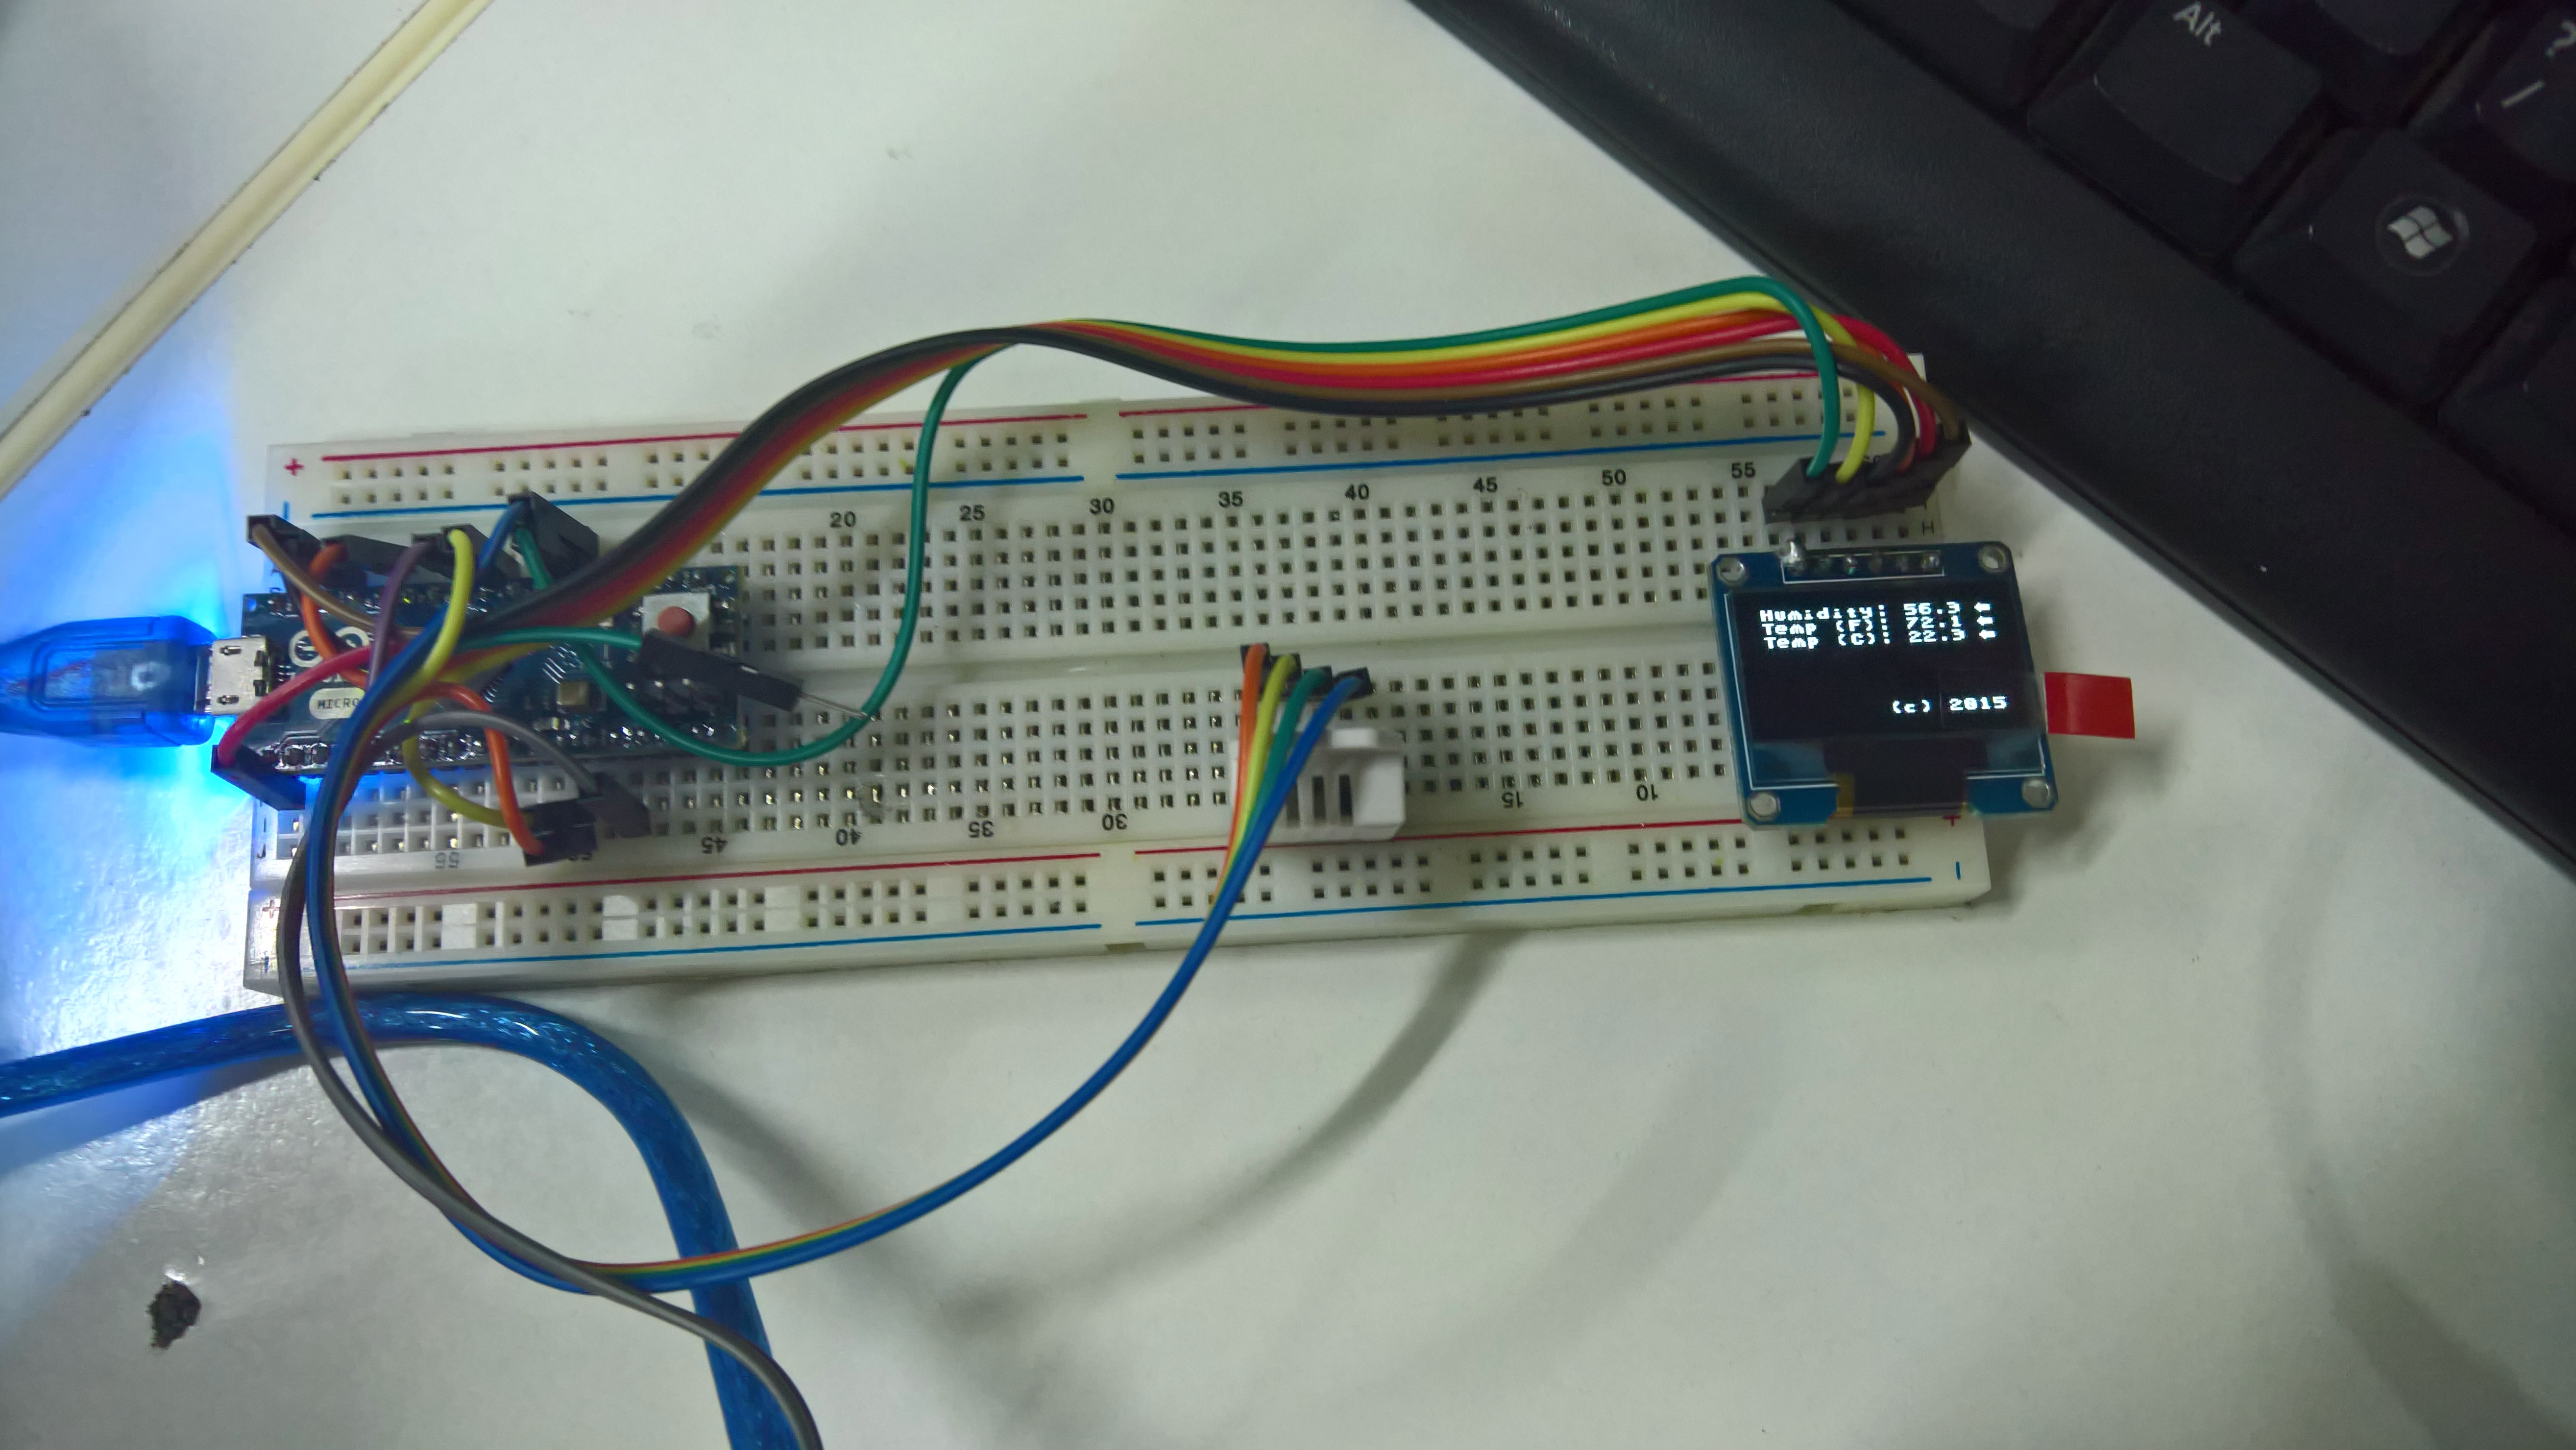 Alt
?
/
+
20 25 30 35 40 45 50 55
H
MICRO
Humidity: 56.3 ←
Temp (F): 72.1 ←
Temp (C): 22.3 ←
(c) 2015
55 45 40 35 30 15 10
+